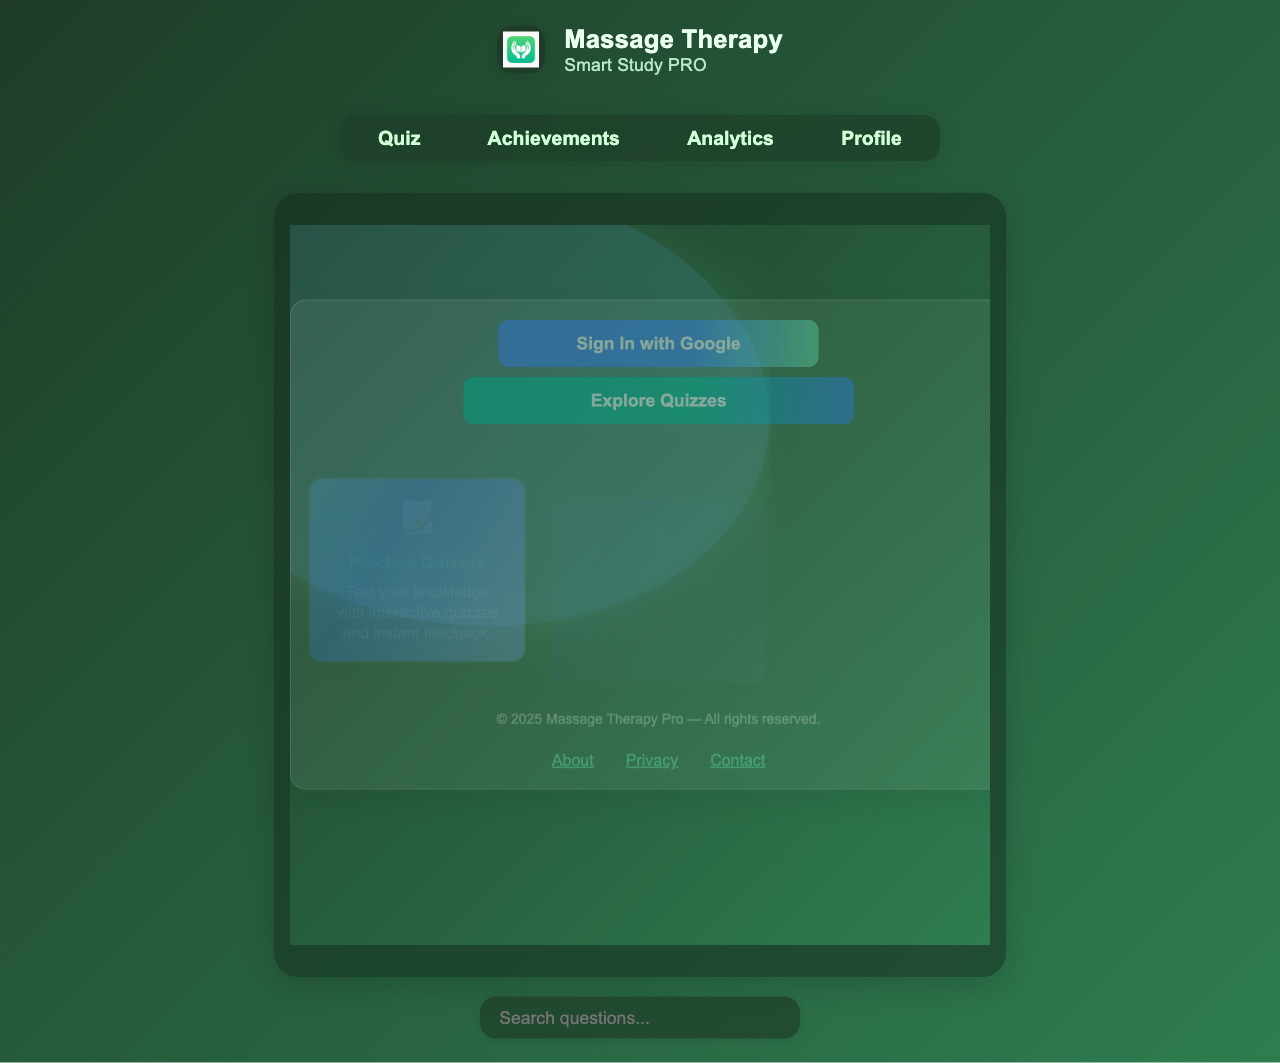 Massage Therapy
Smart Study PRO
Quiz Achievements Analytics Profile
Sign In with Google
Explore Quizzes
Practice Quizzes
Test your knowledge
with interactive quizzes
and instant feedback.
© 2025 Massage Therapy Pro — All rights reserved.
About Privacy Contact
Search questions...